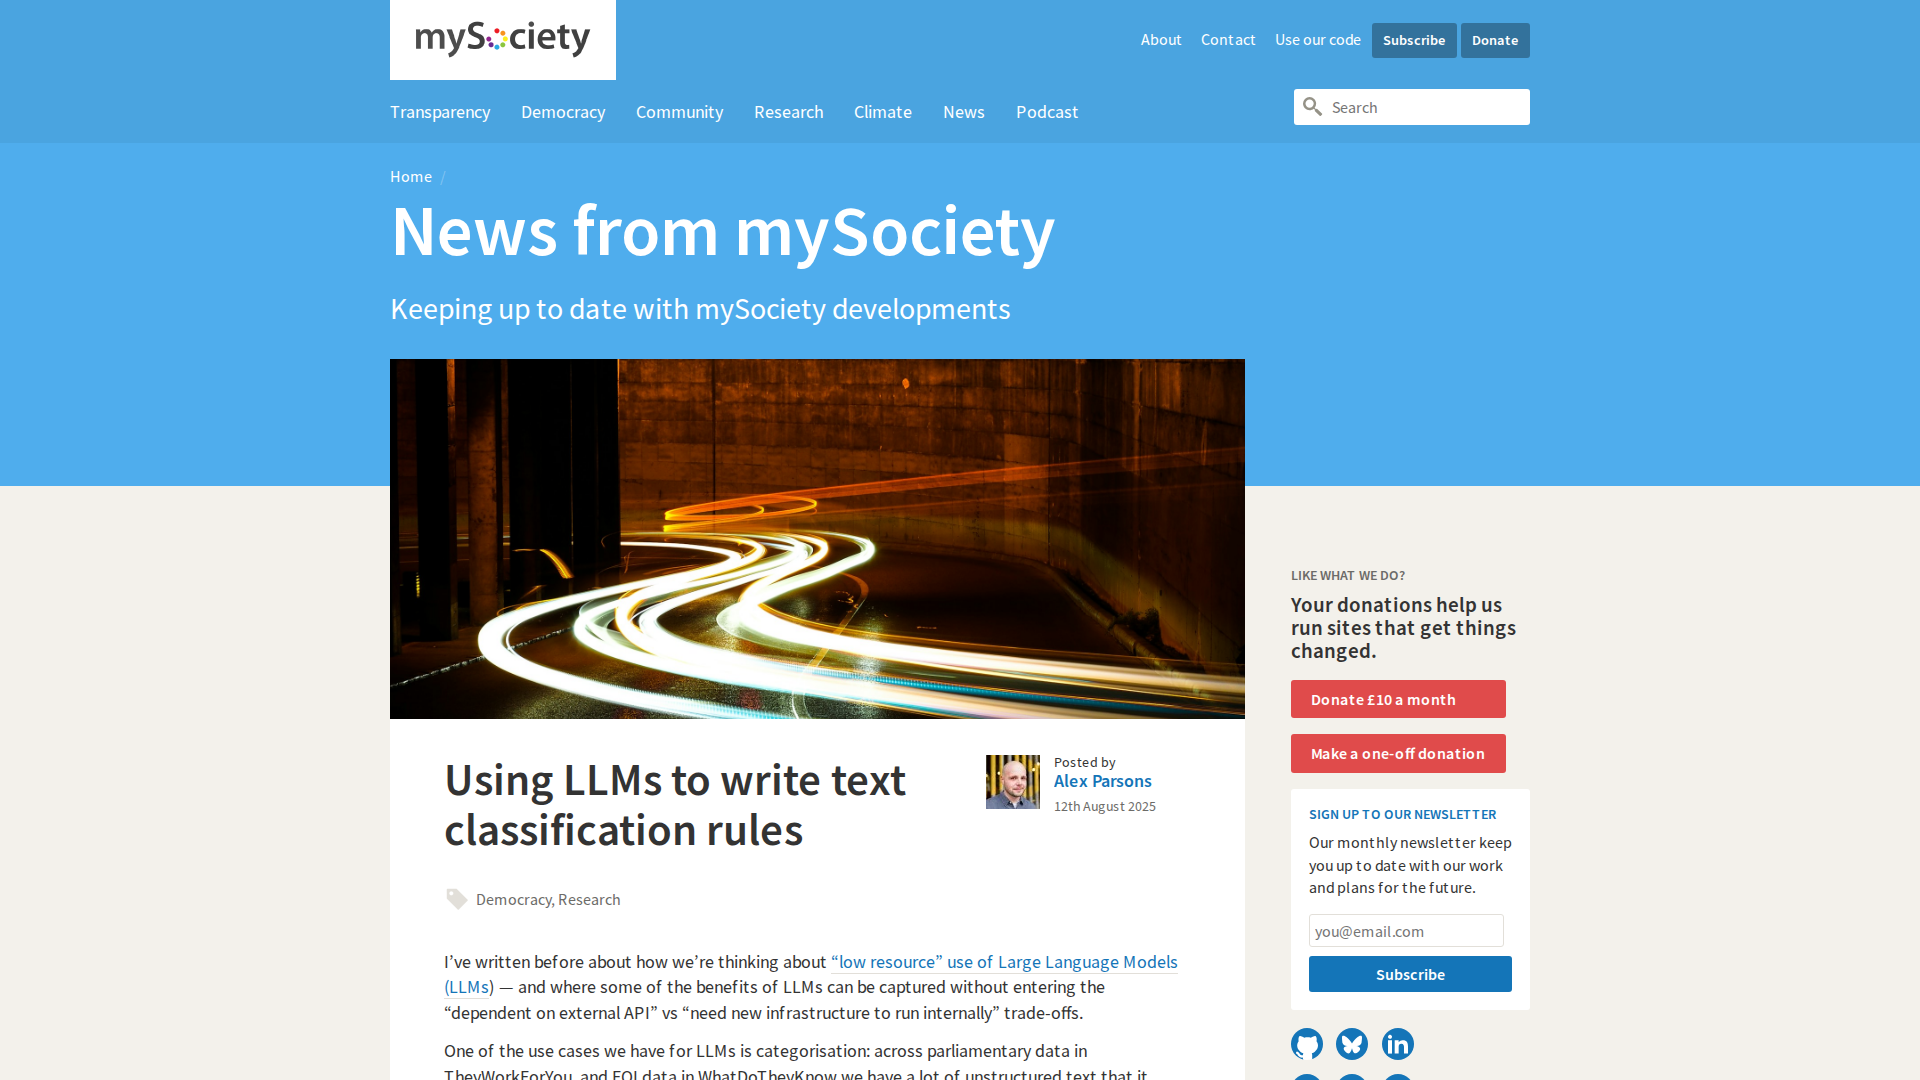 mySociety
About Contact Use our code Subscribe Donate
Transparency Democracy Community Research Climate News Podcast
Search
Home /
News from mySociety
Keeping up to date with mySociety developments
Using LLMs to write text
classification rules
Posted by
Alex Parsons
12th August 2025
Democracy, Research
I’ve written before about how we’re thinking about “low resource” use of Large Language Models
(LLMs) — and where some of the benefits of LLMs can be captured without entering the
“dependent on external API” vs “need new infrastructure to run internally” trade-offs.
One of the use cases we have for LLMs is categorisation: across parliamentary data in
TheyWorkForYou, and FOI data in WhatDoTheyKnow we have a lot of unstructured text that it
LIKE WHAT WE DO?
Your donations help us
run sites that get things
changed.
Donate £10 a month
Make a one-off donation
SIGN UP TO OUR NEWSLETTER
Our monthly newsletter keep
you up to date with our work
and plans for the future.
you@email.com
Subscribe
in